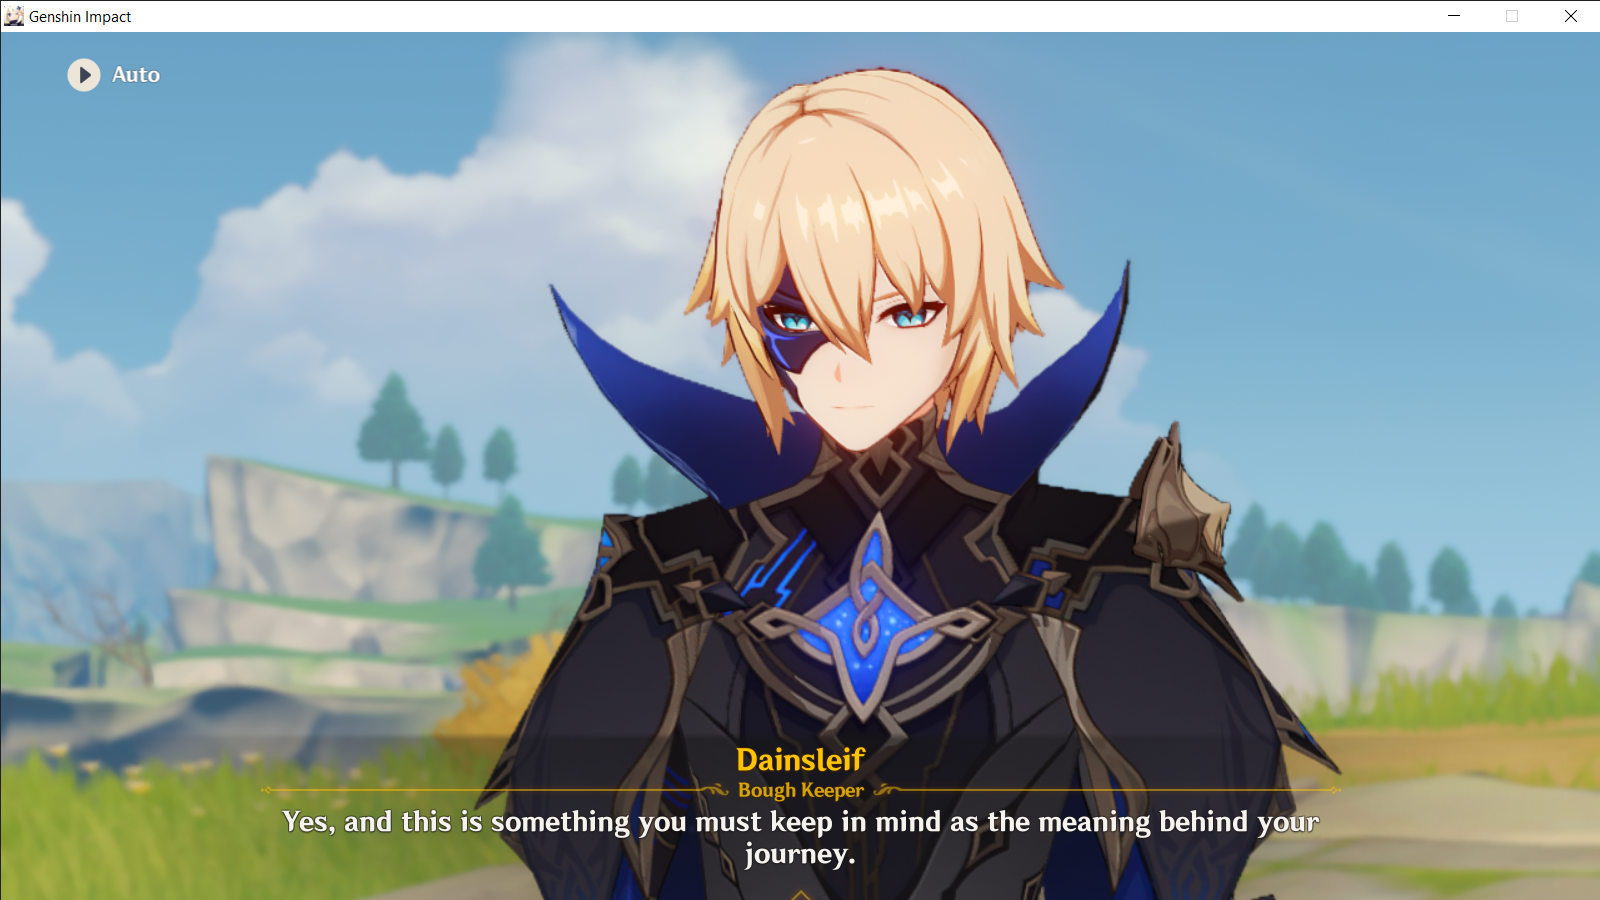 Genshin Impact
Auto
Dainsleif
Bough Keeper
Yes, and this is something you must keep in mind as the meaning behind your
journey.